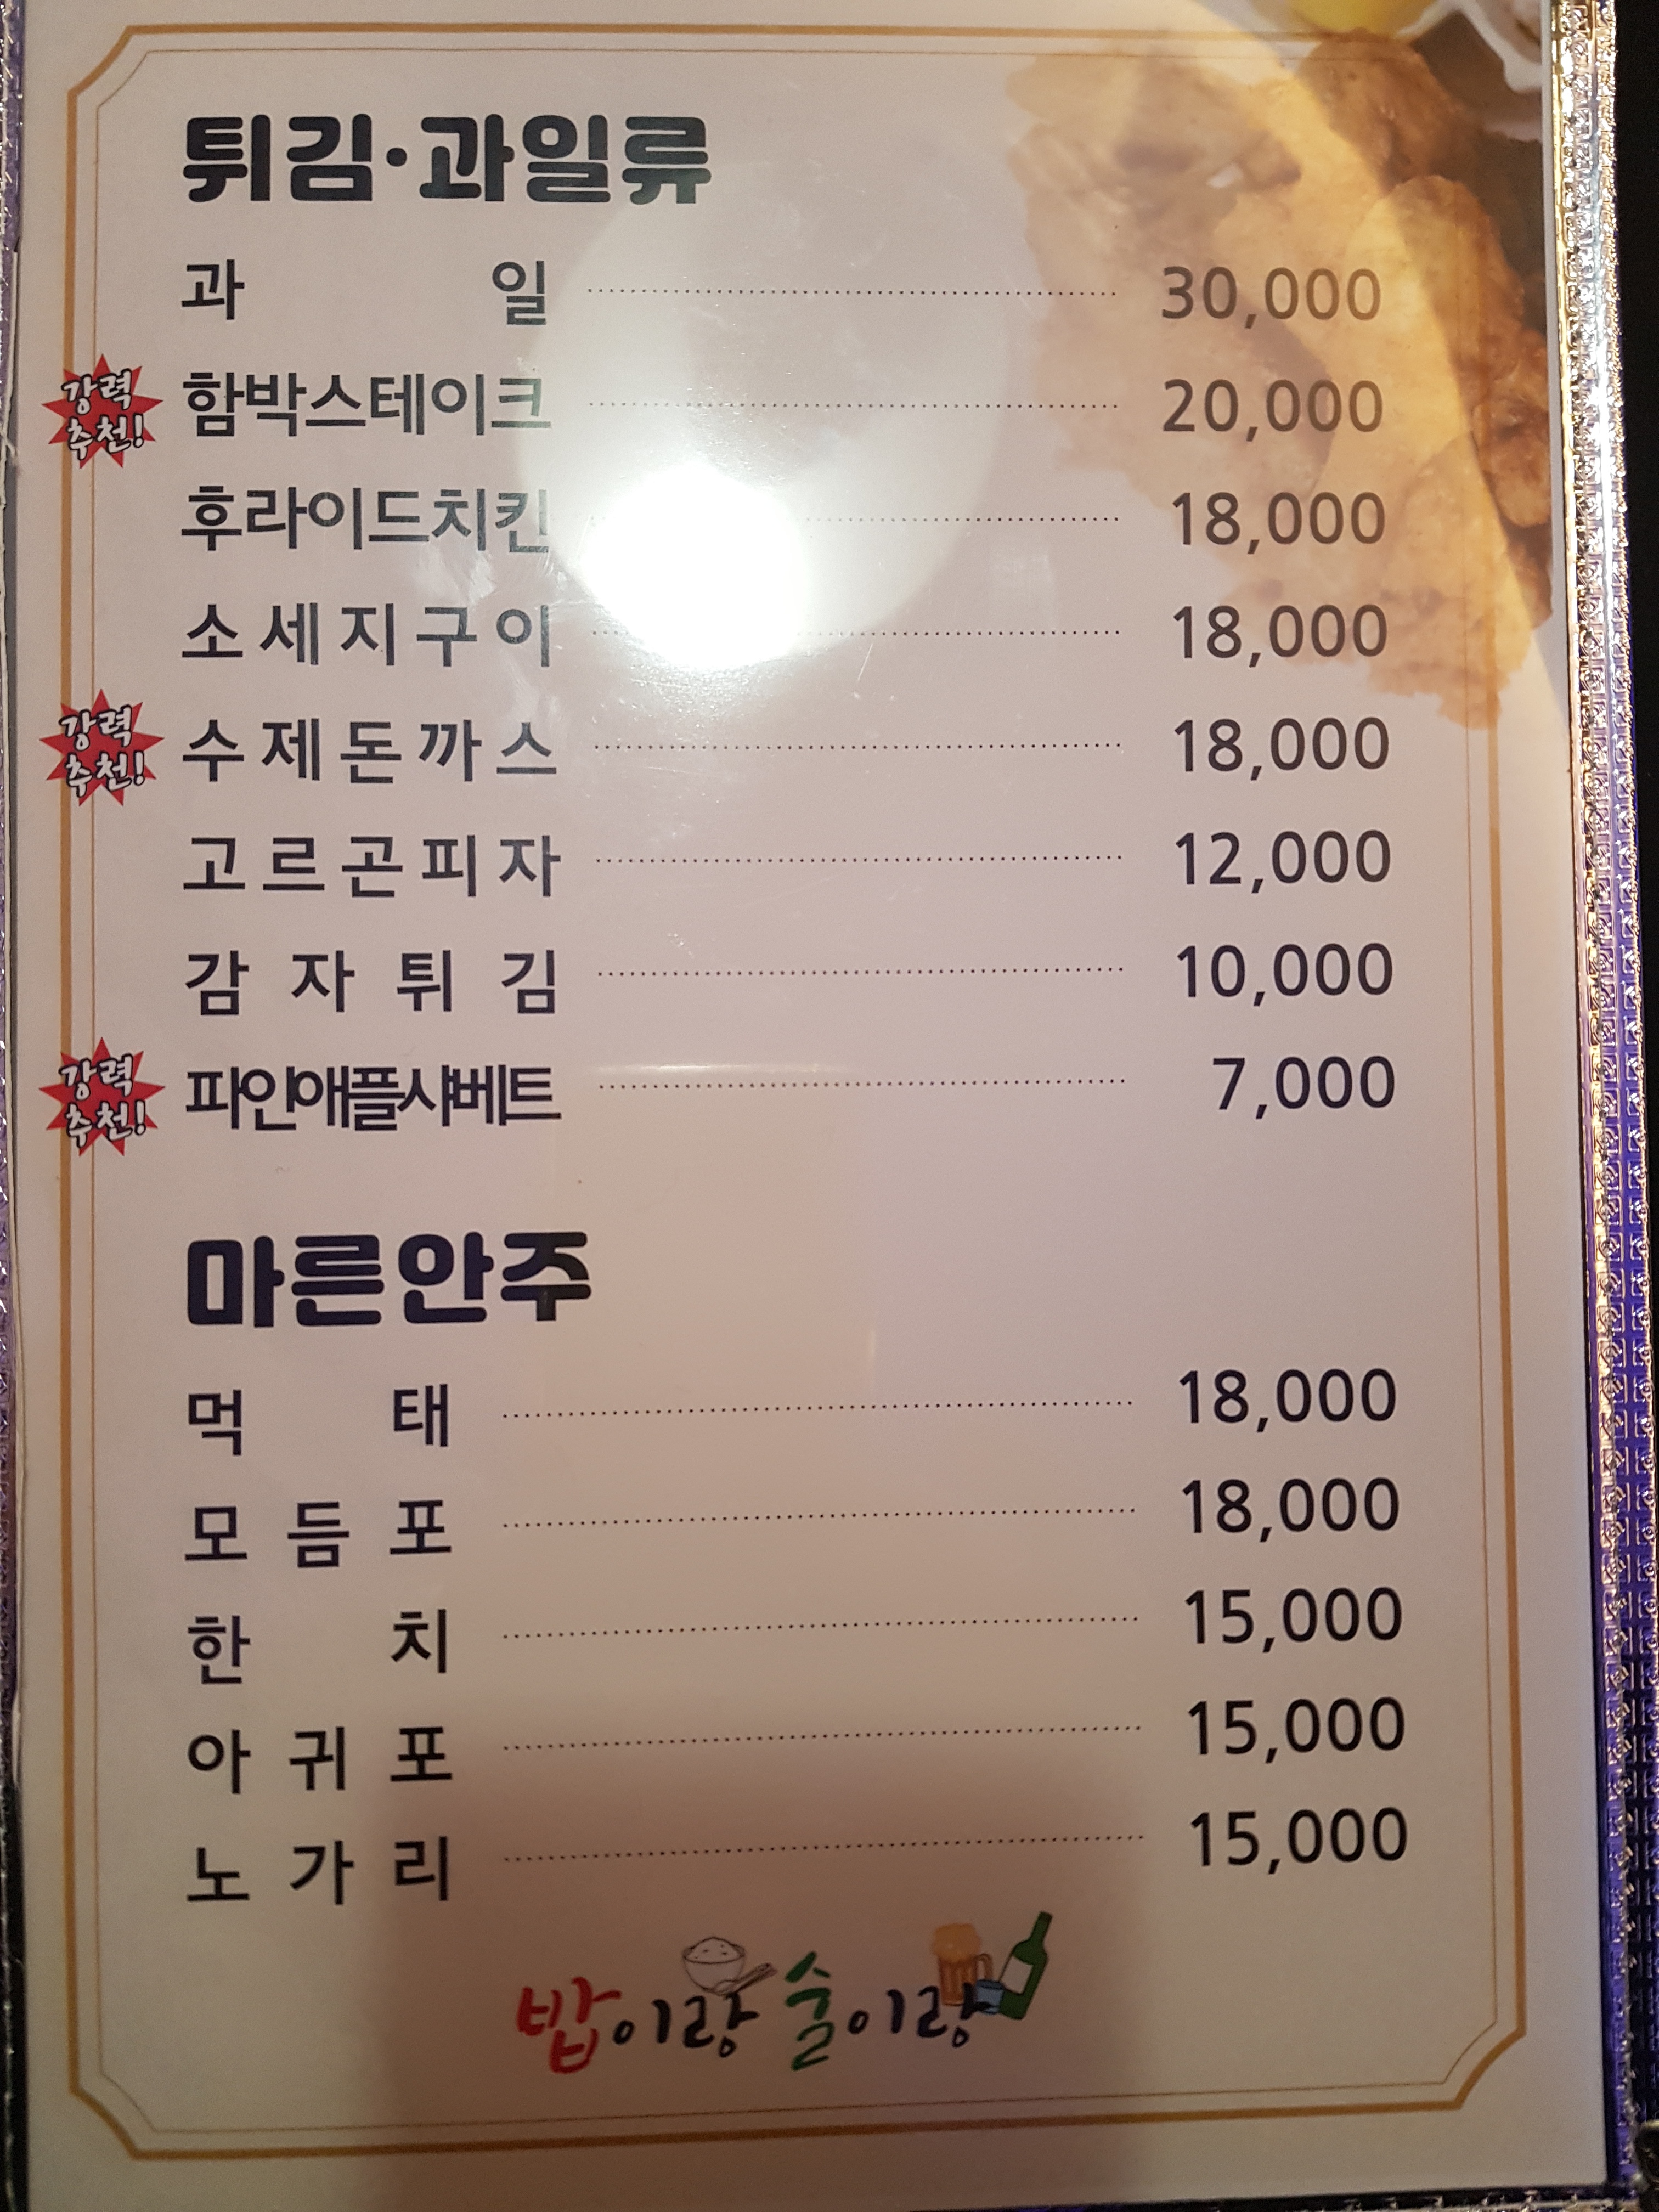 튀김·과일류
과 일 30,000
강력추천! 함박스테이크 20,000
후라이드치킨 18,000
소세지구이 18,000
강력추천! 수제돈까스 18,000
고르곤피자 12,000
감자튀김 10,000
강력추천! 파인애플샤베트 7,000
마른안주
먹 태 18,000
모듬포 18,000
한 치 15,000
아귀포 15,000
노가리 15,000
밥이랑 술이랑